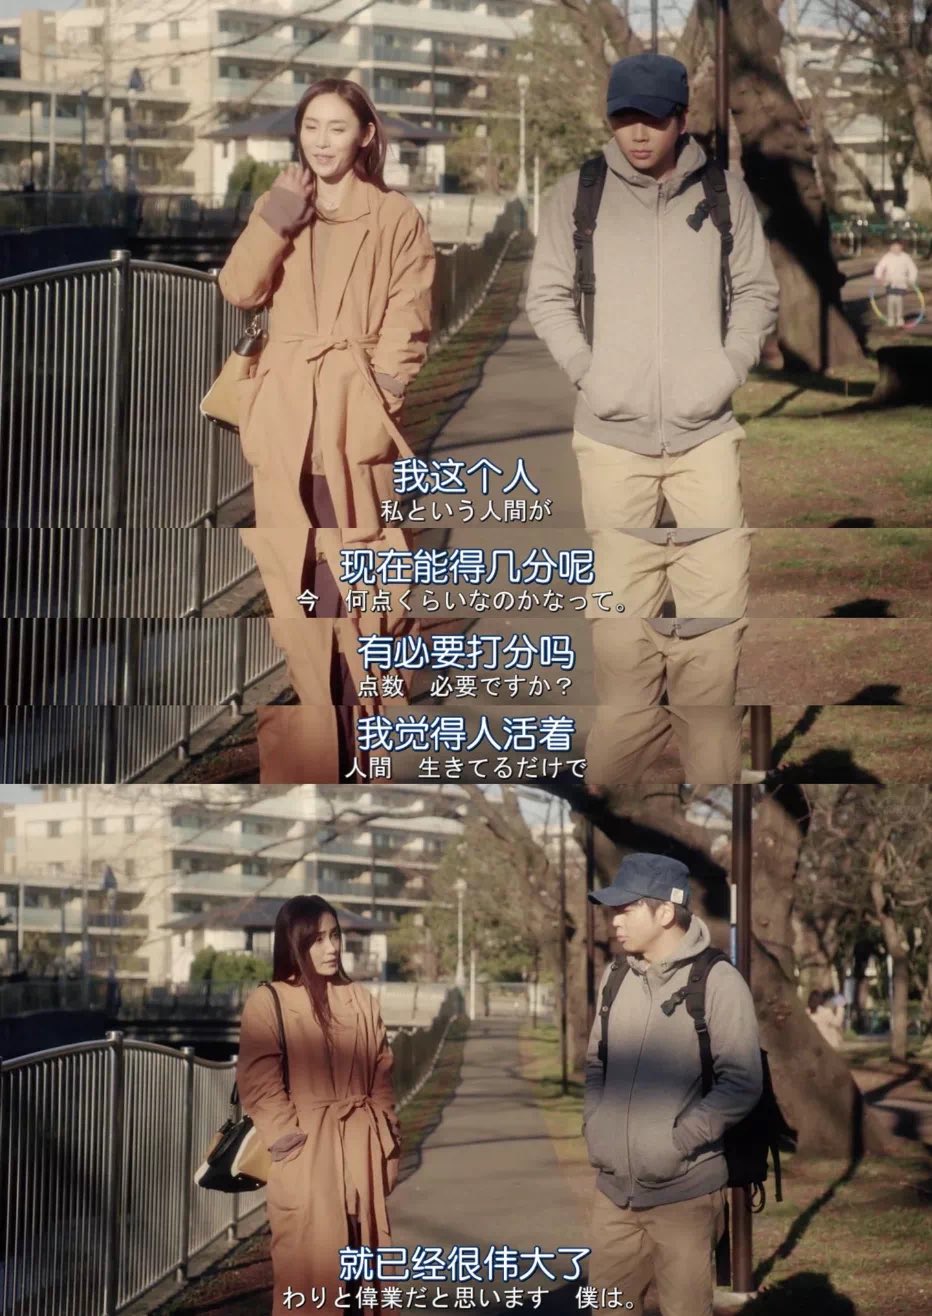 我这个人
私という人間が
现在能得几分呢
今　何点くらいなのかなって。
有必要打分吗
点数　必要ですか？
我觉得人活着
人間　生きてるだけで
就已经很伟大了
わりと偉業だと思います　僕は。